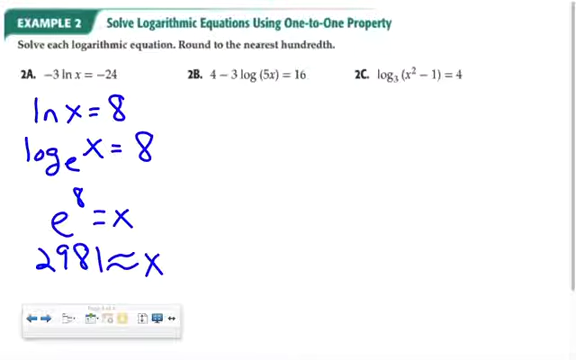 EXAMPLE 2 Solve Logarithmic Equations Using One-to-One Property
Solve each logarithmic equation. Round to the nearest hundredth.
2A. −3 ln x = −24 2B. 4 − 3 log (5x) = 16 2C. log₃ (x² − 1) = 4
ln x = 8
logₑ x = 8
e⁸ = x
2981 ≈ x